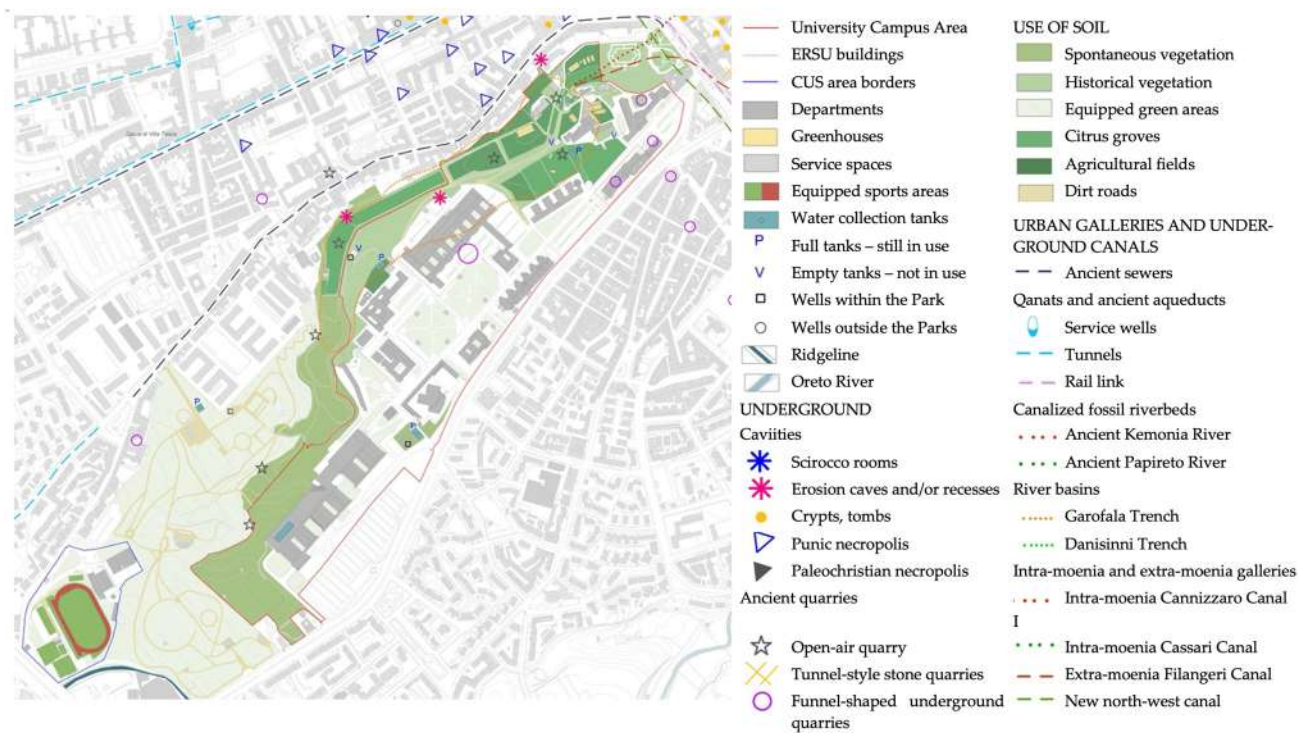 P
V
P
V
V
P
P
P
University Campus Area
ERSU buildings
CUS area borders
Departments
Greenhouses
Service spaces
Equipped sports areas
Water collection tanks
P Full tanks – still in use
V Empty tanks – not in use
Wells within the Park
Wells outside the Parks
Ridgeline
Oreto River
UNDERGROUND
Caviities
Scirocco rooms
Erosion caves and/or recesses
Crypts, tombs
Punic necropolis
Paleochristian necropolis
Ancient quarries
Open-air quarry
Tunnel-style stone quarries
Funnel-shaped underground
quarries
USE OF SOIL
Spontaneous vegetation
Historical vegetation
Equipped green areas
Citrus groves
Agricultural fields
Dirt roads
URBAN GALLERIES AND UNDER-
GROUND CANALS
Ancient sewers
Qanats and ancient aqueducts
Service wells
Tunnels
Rail link
Canalized fossil riverbeds
Ancient Kemonia River
Ancient Papireto River
River basins
Garofala Trench
Danisinni Trench
Intra-moenia and extra-moenia galleries
Intra-moenia Cannizzaro Canal
I
Intra-moenia Cassari Canal
Extra-moenia Filangeri Canal
New north-west canal